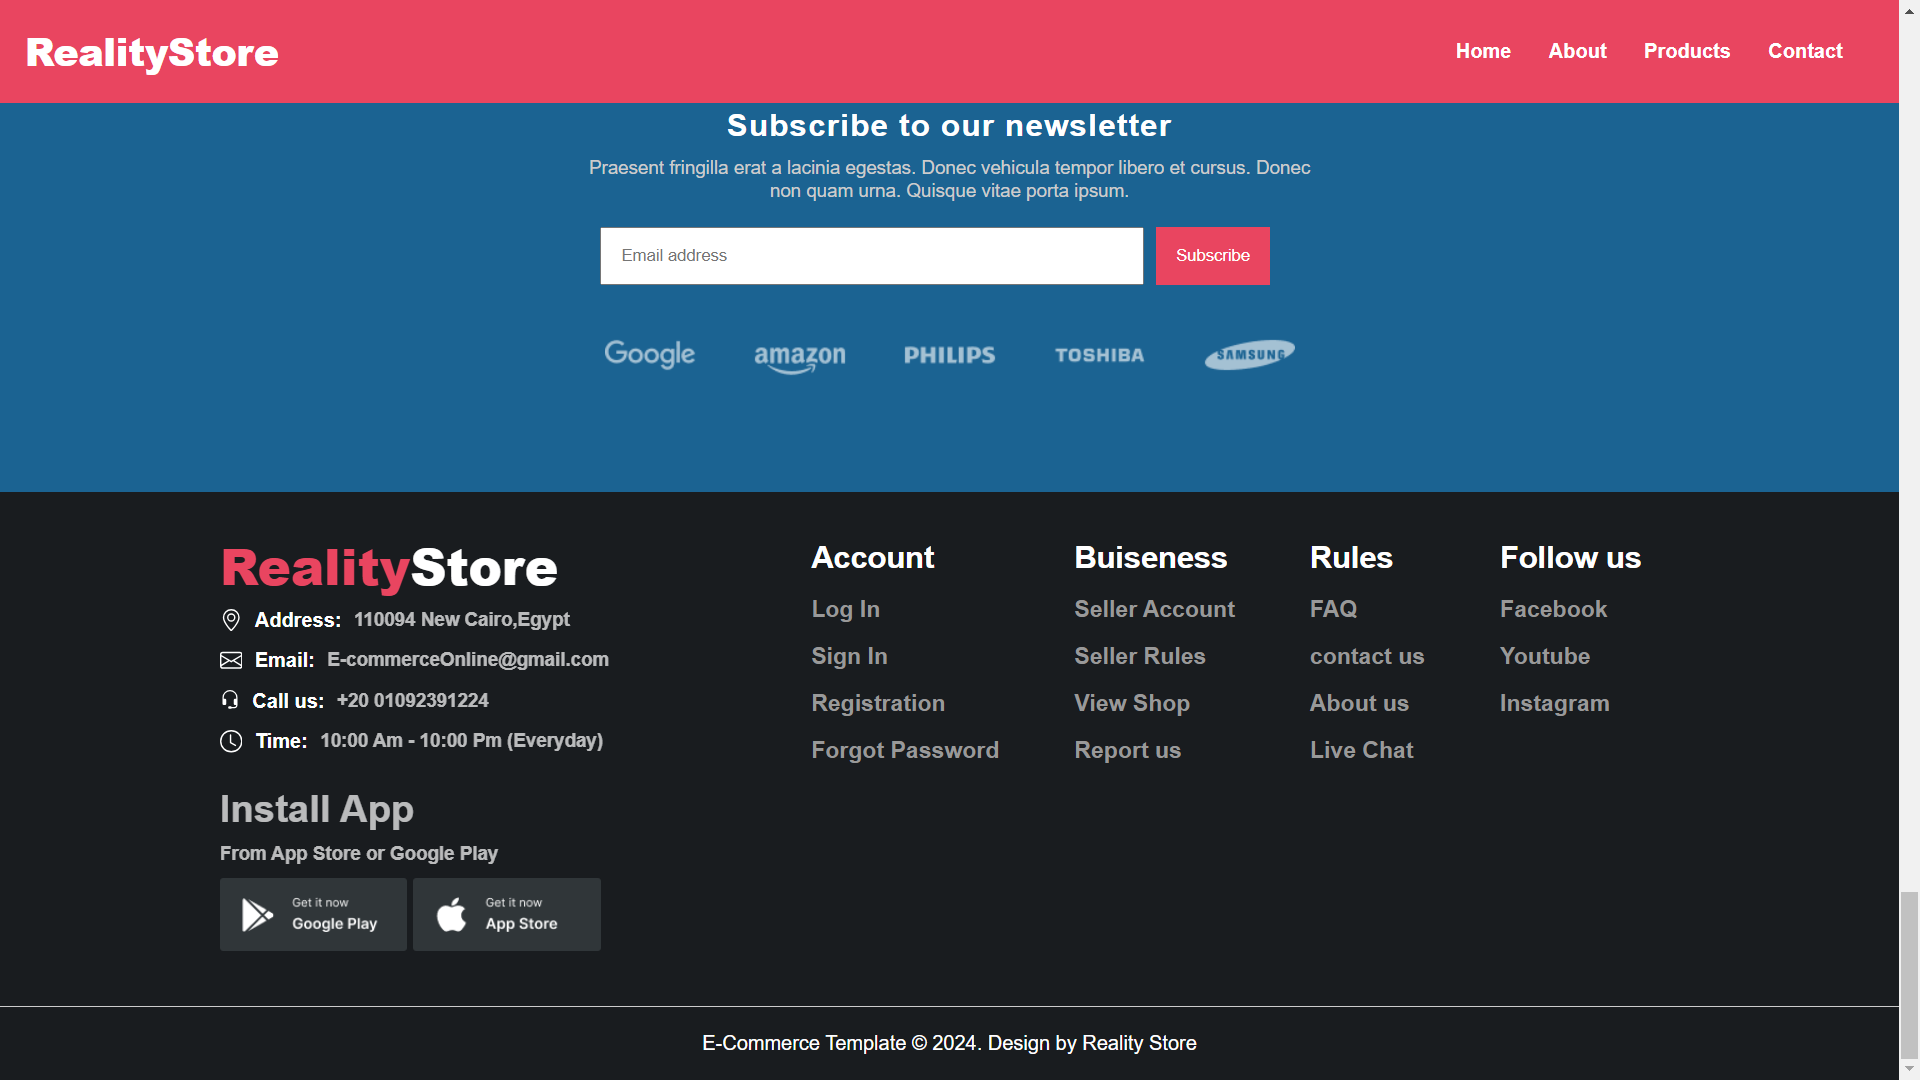 RealityStore
Home About Products Contact
Subscribe to our newsletter
Praesent fringilla erat a lacinia egestas. Donec vehicula tempor libero et cursus. Donec
non quam urna. Quisque vitae porta ipsum.
Email address Subscribe
Google amazon PHILIPS TOSHIBA SAMSUNG
RealityStore
Address: 110094 New Cairo,Egypt
Email: E-commerceOnline@gmail.com
Call us: +20 01092391224
Time: 10:00 Am - 10:00 Pm (Everyday)
Install App
From App Store or Google Play
Get it now
Google Play
Get it now
App Store
Account
Log In
Sign In
Registration
Forgot Password
Buiseness
Seller Account
Seller Rules
View Shop
Report us
Rules
FAQ
contact us
About us
Live Chat
Follow us
Facebook
Youtube
Instagram
E-Commerce Template © 2024. Design by Reality Store